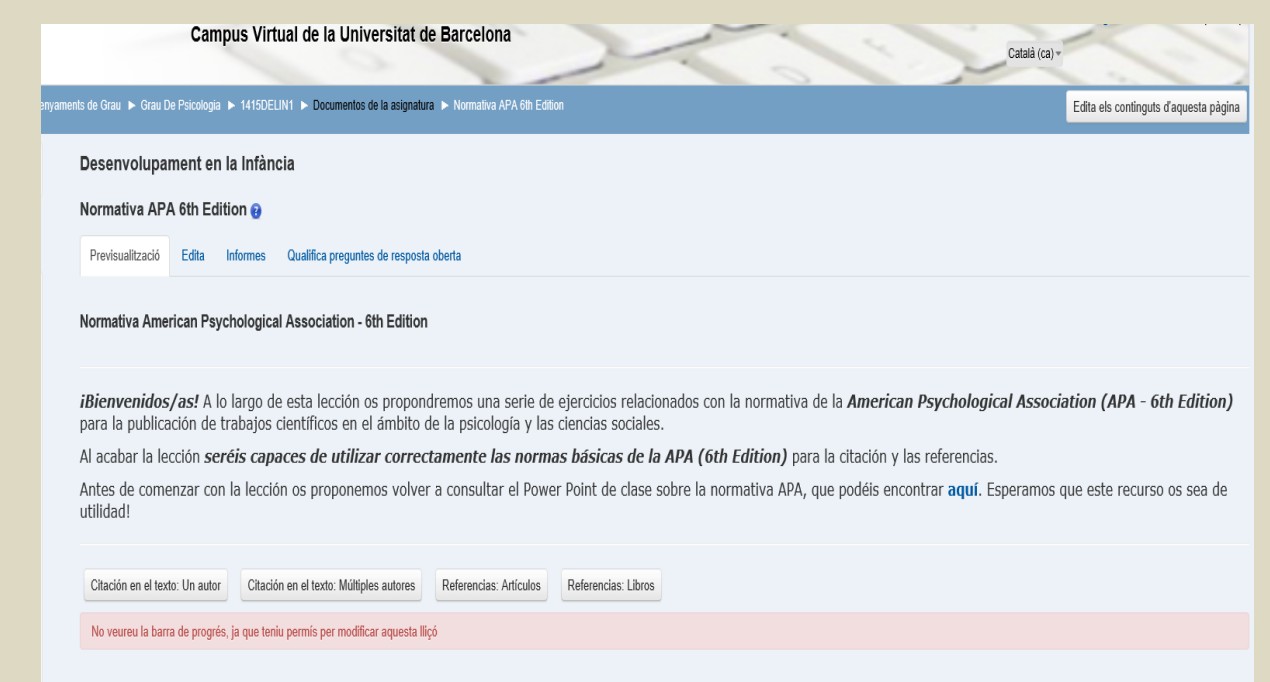 Campus Virtual de la Universitat de Barcelona
Català (ca)
enyaments de Grau ▶ Grau De Psicologia ▶ 1415DELIN1 ▶ Documentos de la asignatura ▶ Normativa APA 6th Edition
Edita els continguts d'aquesta pàgina
Desenvolupament en la Infància
Normativa APA 6th Edition
Previsualització Edita Informes Qualifica preguntes de resposta oberta
Normativa American Psychological Association - 6th Edition
¡Bienvenidos/as! A lo largo de esta lección os propondremos una serie de ejercicios relacionados con la normativa de la American Psychological Association (APA - 6th Edition)
para la publicación de trabajos científicos en el ámbito de la psicología y las ciencias sociales.
Al acabar la lección seréis capaces de utilizar correctamente las normas básicas de la APA (6th Edition) para la citación y las referencias.
Antes de comenzar con la lección os proponemos volver a consultar el Power Point de clase sobre la normativa APA, que podéis encontrar aquí. Esperamos que este recurso os sea de
utilidad!
Citación en el texto: Un autor Citación en el texto: Múltiples autores Referencias: Artículos Referencias: Libros
No veureu la barra de progrés, ja que teniu permís per modificar aquesta lliçó